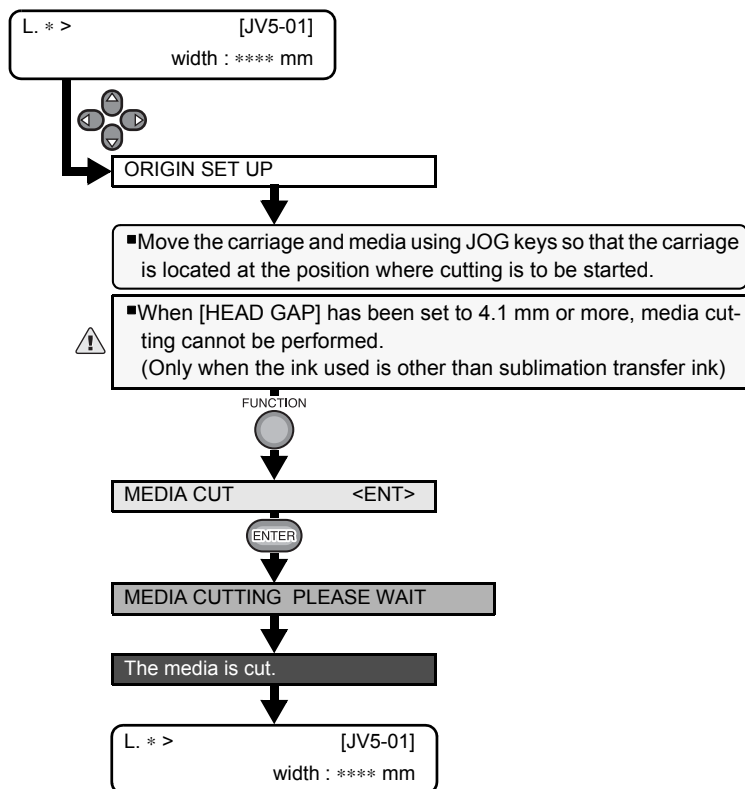 L. ∗ > [JV5-01]
width : ∗∗∗∗ mm
ORIGIN SET UP
■Move the carriage and media using JOG keys so that the carriage
is located at the position where cutting is to be started.
■When [HEAD GAP] has been set to 4.1 mm or more, media cut-
ting cannot be performed.
(Only when the ink used is other than sublimation transfer ink)
FUNCTION
MEDIA CUT <ENT>
ENTER
MEDIA CUTTING PLEASE WAIT
The media is cut.
L. ∗ > [JV5-01]
width : ∗∗∗∗ mm